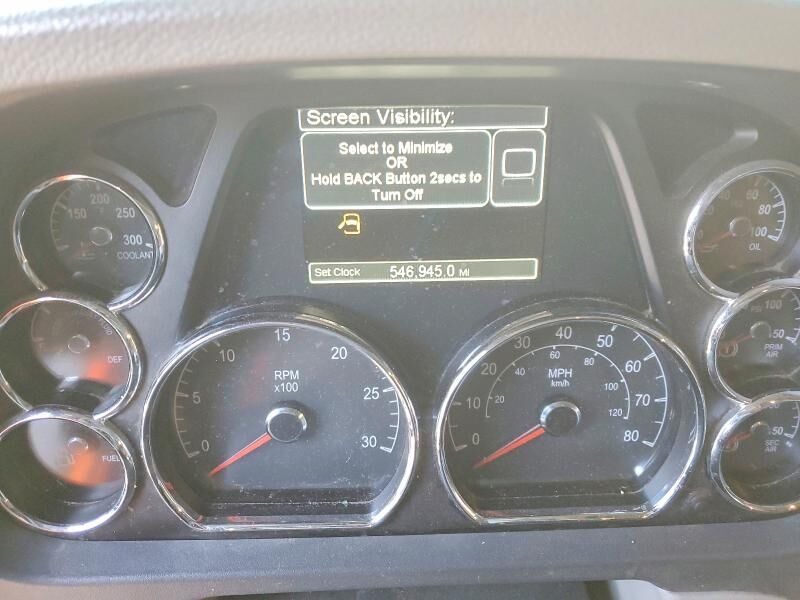 Screen Visibility:
Select to Minimize
OR
Hold BACK Button 2secs to
Turn Off
Set Clock 546,945.0 MI
150 200 250 300
COOLANT
DEF
FUEL
0 5 10 15 20 25 30
RPM
x100
0 10 20 30 40 50 60 70 80
20 40 60 80 100 120
MPH
km/h
60 80 100
OIL
PSI 100 150
PRIM
AIR
SEC
AIR